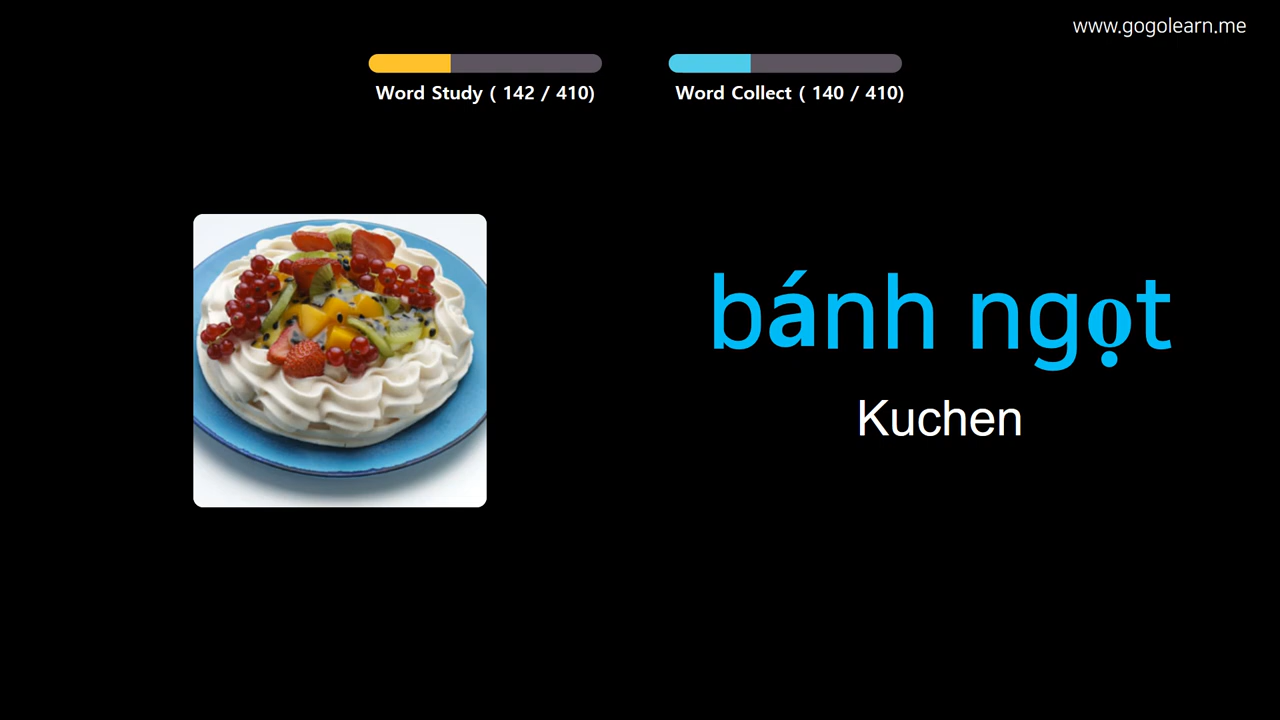 www.gogolearn.me
Word Study ( 142 / 410)
Word Collect ( 140 / 410)
bánh ngọt
Kuchen